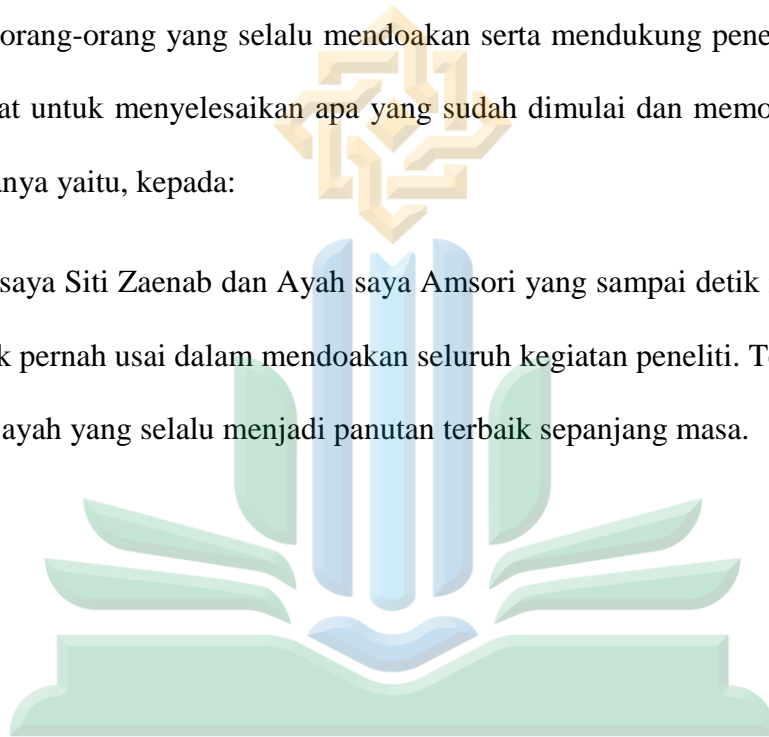 orang-orang yang selalu mendoakan serta mendukung pene
at untuk menyelesaikan apa yang sudah dimulai dan memo
anya yaitu, kepada:
saya Siti Zaenab dan Ayah saya Amsori yang sampai detik
k pernah usai dalam mendoakan seluruh kegiatan peneliti. Te
ayah yang selalu menjadi panutan terbaik sepanjang masa.